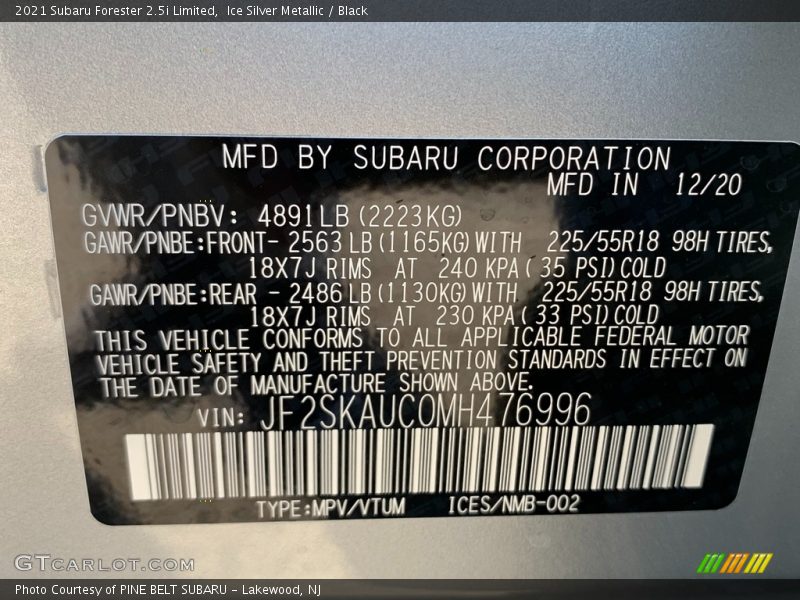 2021 Subaru Forester 2.5i Limited,  Ice Silver Metallic / Black
MFD BY SUBARU CORPORATION
MFD IN 12/20
GVWR/PNBV: 4891LB (2223KG)
GAWR/PNBE:FRONT- 2563 LB (1165KG) WITH 225/55R18 98H TIRES,
18X7J RIMS AT 240 KPA ( 35 PSI) COLD
GAWR/PNBE:REAR - 2486 LB (1130KG) WITH 225/55R18 98H TIRES,
18X7J RIMS AT 230 KPA ( 33 PSI) COLD
THIS VEHICLE CONFORMS TO ALL APPLICABLE FEDERAL MOTOR
VEHICLE SAFETY AND THEFT PREVENTION STANDARDS IN EFFECT ON
THE DATE OF MANUFACTURE SHOWN ABOVE.
VIN: JF2SKAUC0MH476996
TYPE:MPV/VTUM ICES/NMB-002
GTCARLOT.COM
Photo Courtesy of PINE BELT SUBARU - Lakewood, NJ